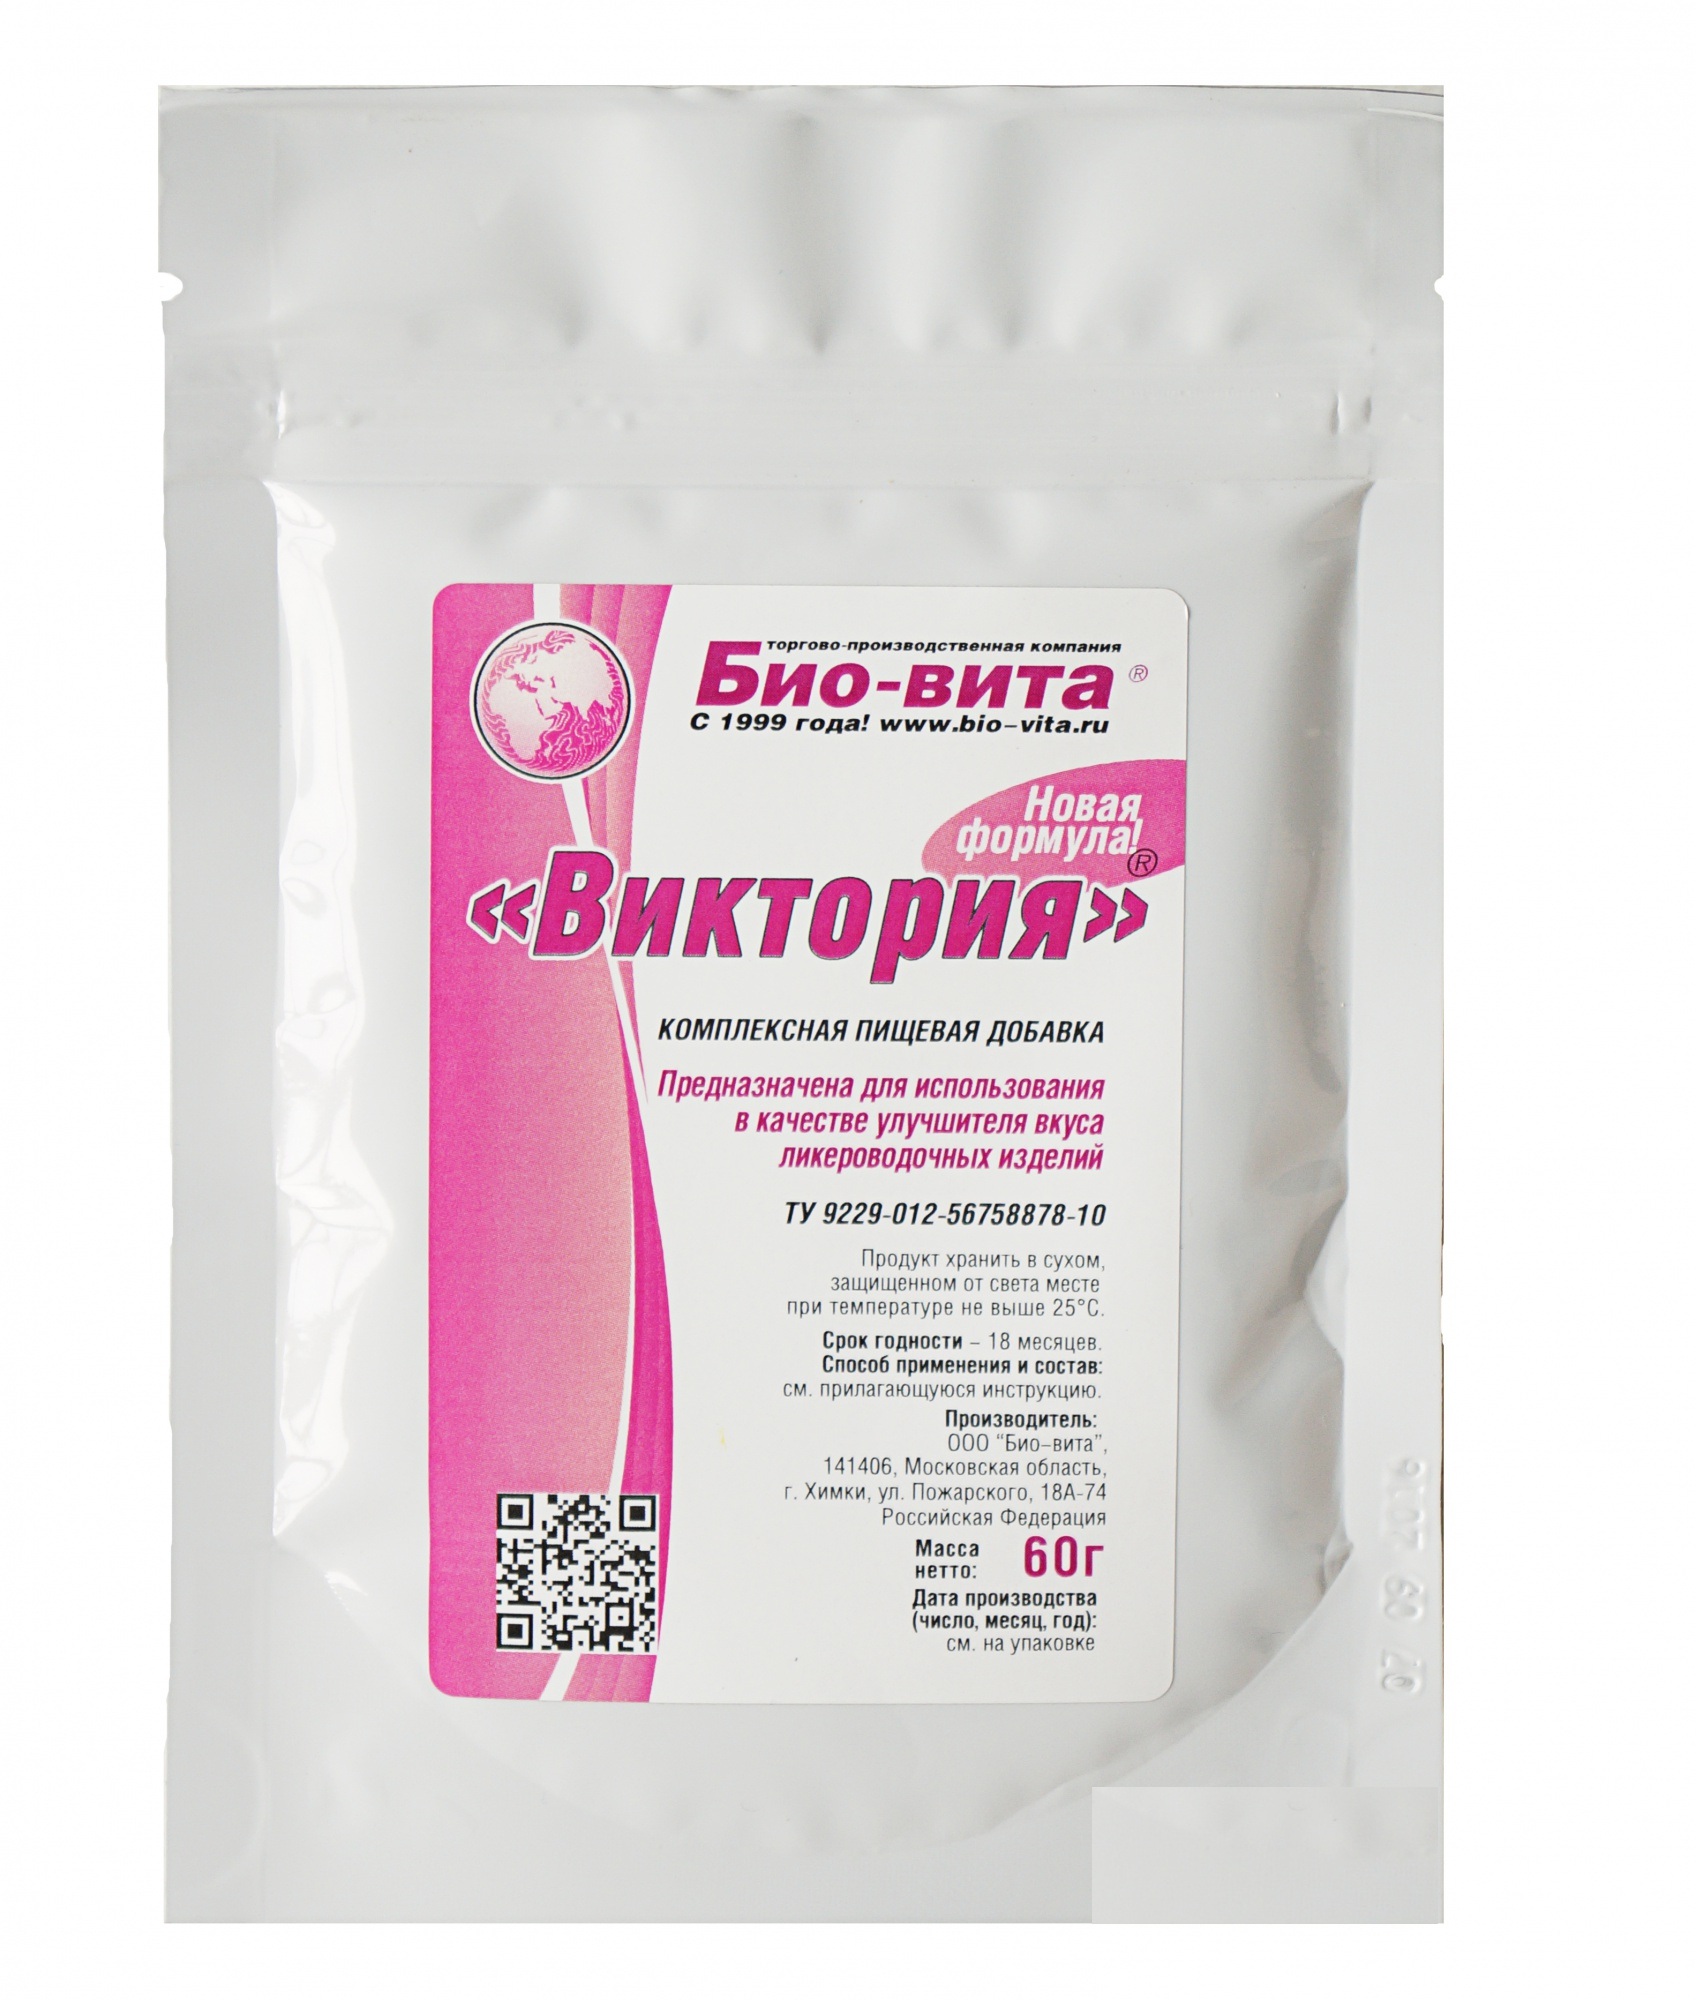 торгово-производственная компания
Био-вита ®
С 1999 года! www.bio-vita.ru
Новая
формула!
«Виктория»®
КОМПЛЕКСНАЯ ПИЩЕВАЯ ДОБАВКА
Предназначена для использования
в качестве улучшителя вкуса
ликероводочных изделий
ТУ 9229-012-56758878-10
Продукт хранить в сухом,
защищенном от света месте
при температуре не выше 25°С.
Срок годности – 18 месяцев.
Способ применения и состав:
см. прилагающуюся инструкцию.
Производитель:
ООО "Био-вита",
141406, Московская область,
г. Химки, ул. Пожарского, 18А-74
Российская Федерация
Масса
нетто: 60г
Дата производства
(число, месяц, год):
см. на упаковке
07 09 2016